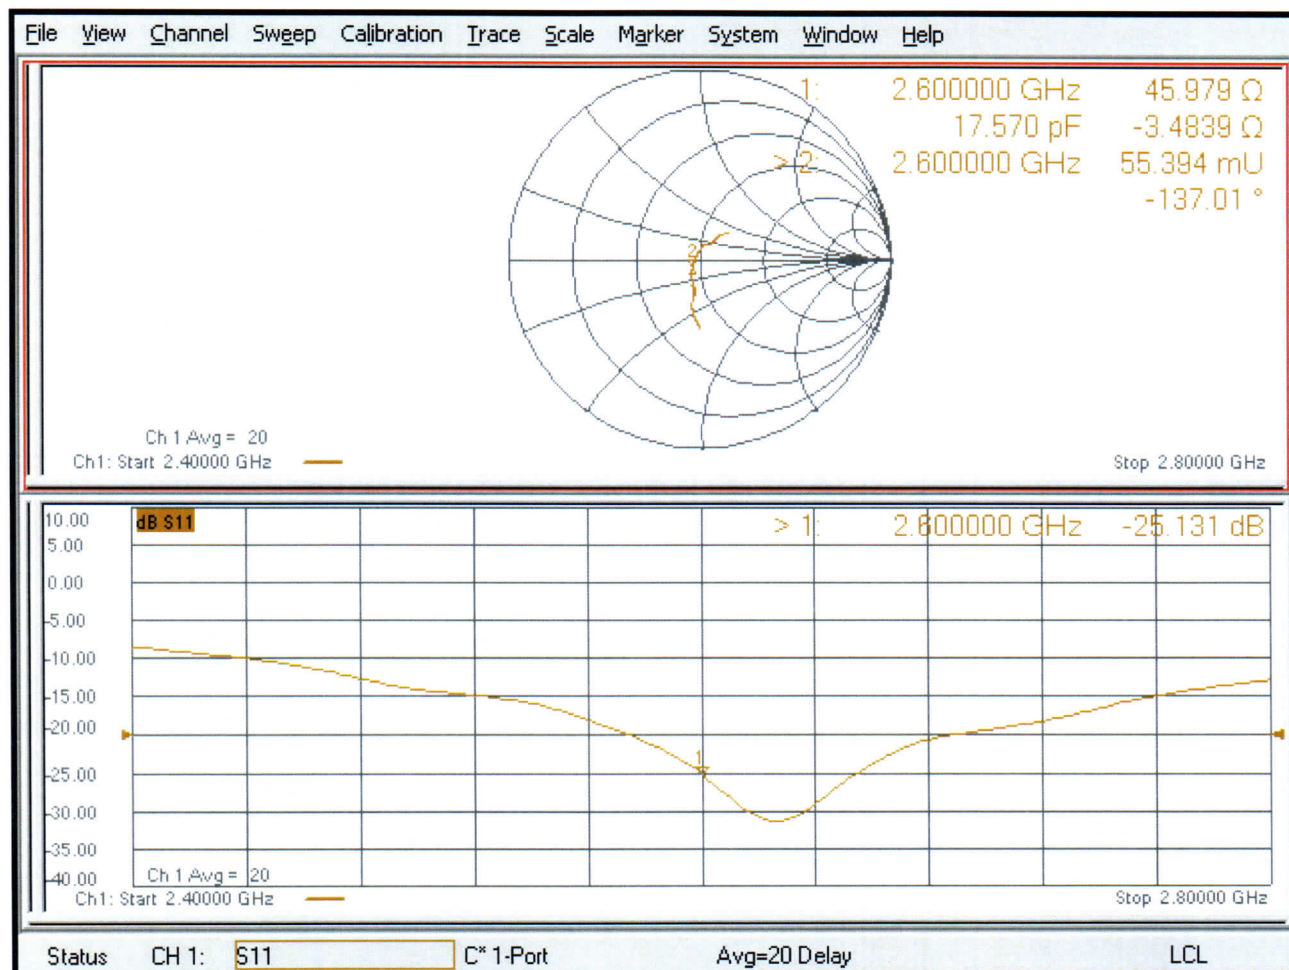 File View Channel Sweep Calibration Trace Scale Marker System Window Help
1: 2.600000 GHz 45.979 Ω
17.570 pF -3.4839 Ω
> 2: 2.600000 GHz 55.394 mU
-137.01 °
2
Ch 1 Avg = 20
Ch1: Start 2.40000 GHz Stop 2.80000 GHz
dB S11
> 1: 2.600000 GHz -25.131 dB
10.00
5.00
0.00
-5.00
-10.00
-15.00
-20.00
-25.00
-30.00
-35.00
-40.00
1
Ch 1 Avg = 20
Ch1: Start 2.40000 GHz Stop 2.80000 GHz
Status CH 1: S11 C* 1-Port Avg=20 Delay LCL